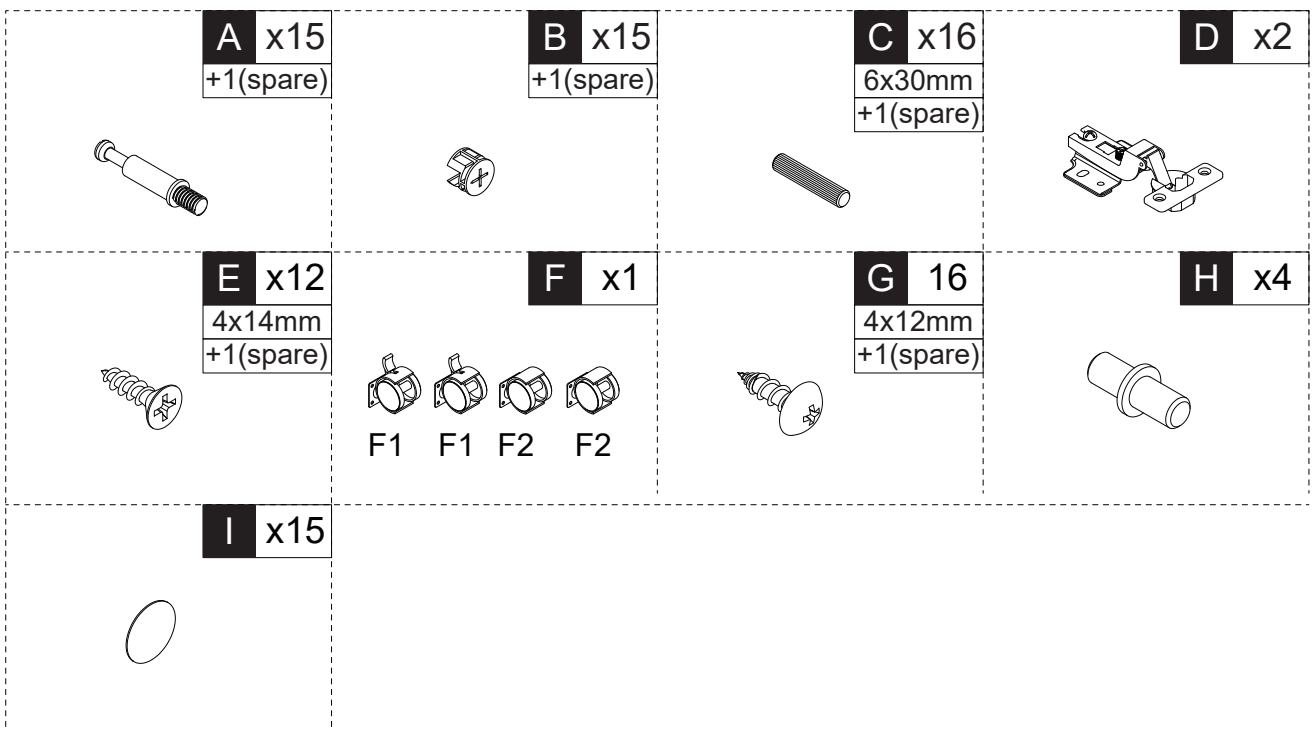 A x15
+1(spare)
B x15
+1(spare)
C x16
6x30mm
+1(spare)
D x2
E x12
4x14mm
+1(spare)
F x1
F1 F1 F2 F2
G 16
4x12mm
+1(spare)
H x4
I x15